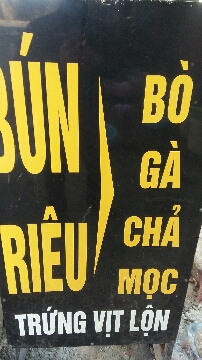 BÚN
RIÊU
BÒ
GÀ
CHẢ
MỌC
TRỨNG VỊT LỘN